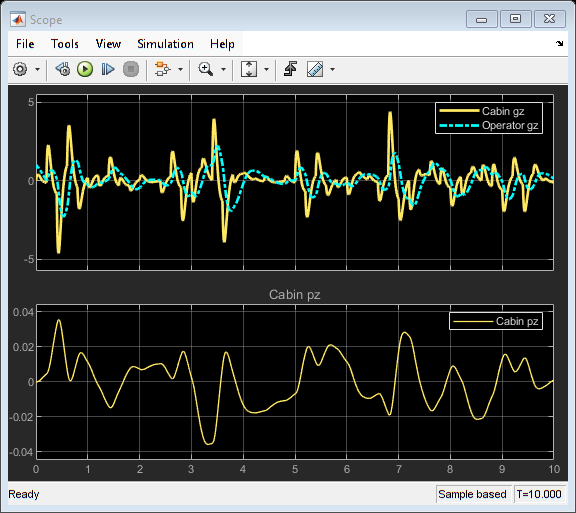 Scope
File Tools View Simulation Help
5
0
-5
Cabin gz
Operator gz
Cabin pz
0.04
0.02
0
-0.02
-0.04
Cabin pz
0 1 2 3 4 5 6 7 8 9 10
Ready
Sample based T=10.000